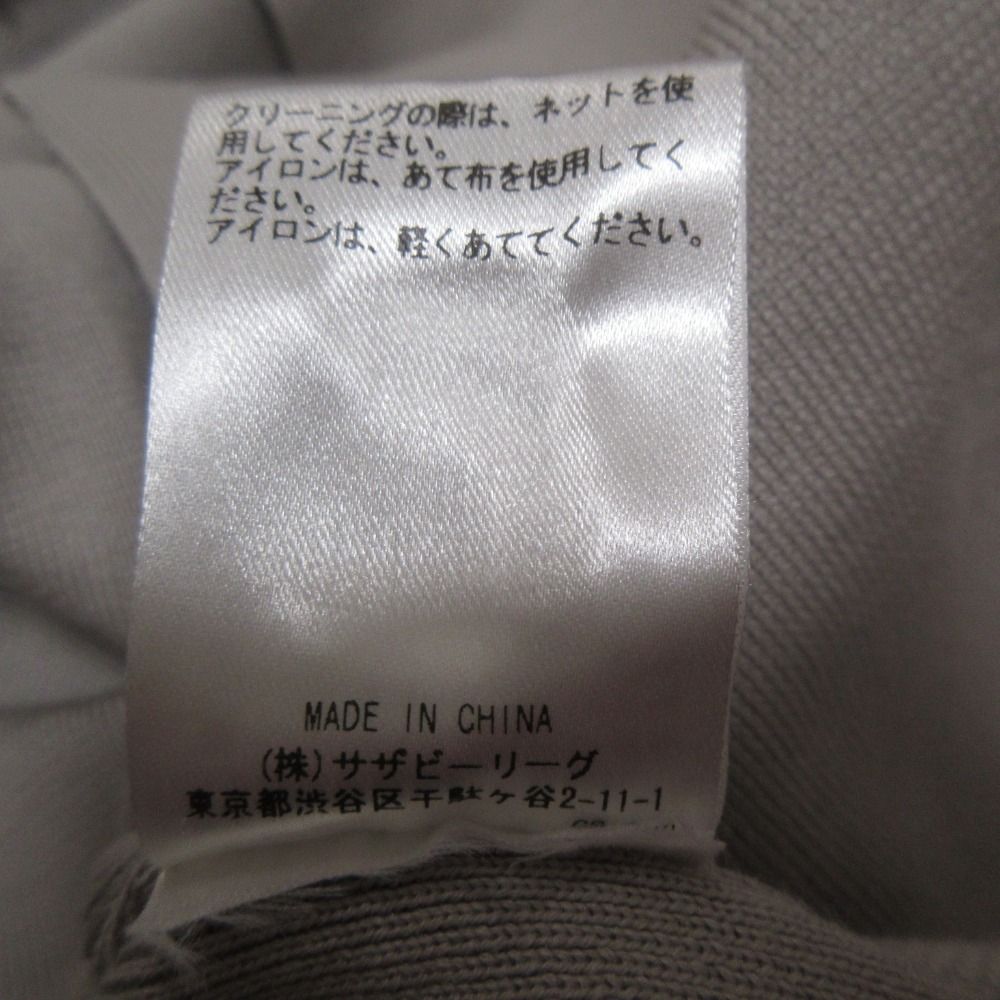 クリーニングの際は、ネットを使
用してください。
アイロンは、あて布を使用してく
ださい。
アイロンは、軽くあててください。
MADE IN CHINA
(株)サザビーリーグ
東京都渋谷区千駄ヶ谷2-11-1